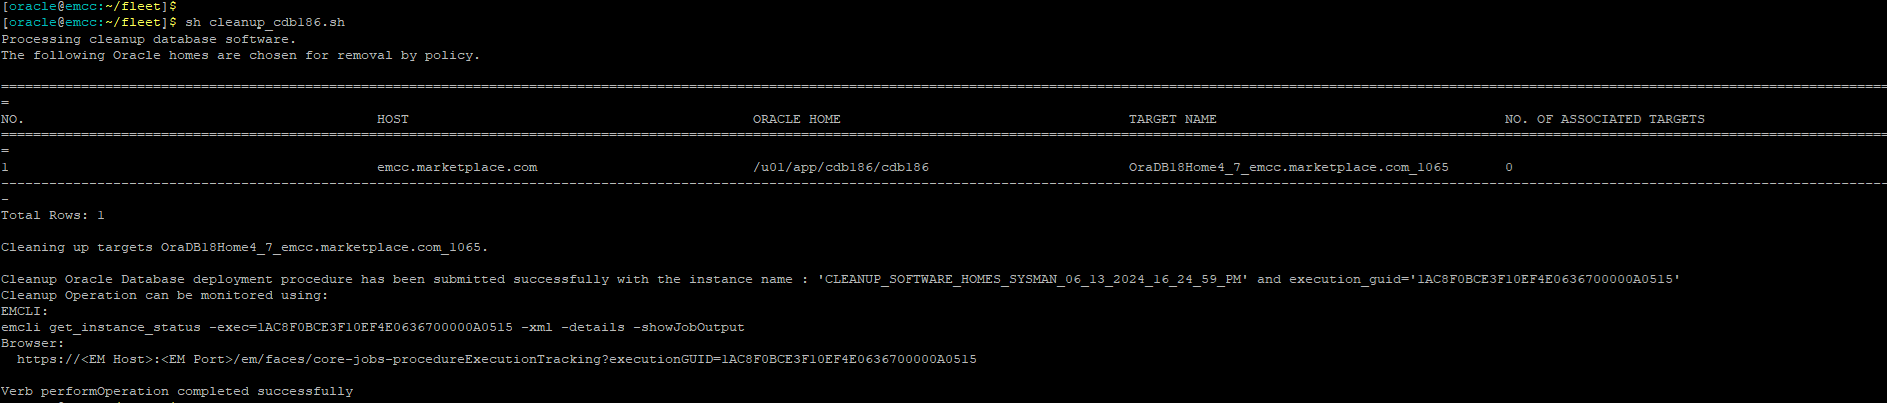 [oracle@emcc:~/fleet]$
[oracle@emcc:~/fleet]$ sh cleanup_cdb186.sh
Processing cleanup database software.
The following Oracle homes are chosen for removal by policy.
===========================================================================================================================================================================================================================================
=
NO. HOST ORACLE HOME TARGET NAME NO. OF ASSOCIATED TARGETS
===========================================================================================================================================================================================================================================
=
1 emcc.marketplace.com /u01/app/cdb186/cdb186 OraDB18Home4_7_emcc.marketplace.com_1065 0
-------------------------------------------------------------------------------------------------------------------------------------------------------------------------------------------------------------------------------------------
-
Total Rows: 1
Cleaning up targets OraDB18Home4_7_emcc.marketplace.com_1065.
Cleanup Oracle Database deployment procedure has been submitted successfully with the instance name : 'CLEANUP_SOFTWARE_HOMES_SYSMAN_06_13_2024_16_24_59_PM' and execution_guid='1AC8F0BCE3F10EF4E0636700000A0515'
Cleanup Operation can be monitored using:
EMCLI:
emcli get_instance_status -exec=1AC8F0BCE3F10EF4E0636700000A0515 -xml -details -showJobOutput
Browser:
https://<EM Host>:<EM Port>/em/faces/core-jobs-procedureExecutionTracking?executionGUID=1AC8F0BCE3F10EF4E0636700000A0515
Verb performOperation completed successfully